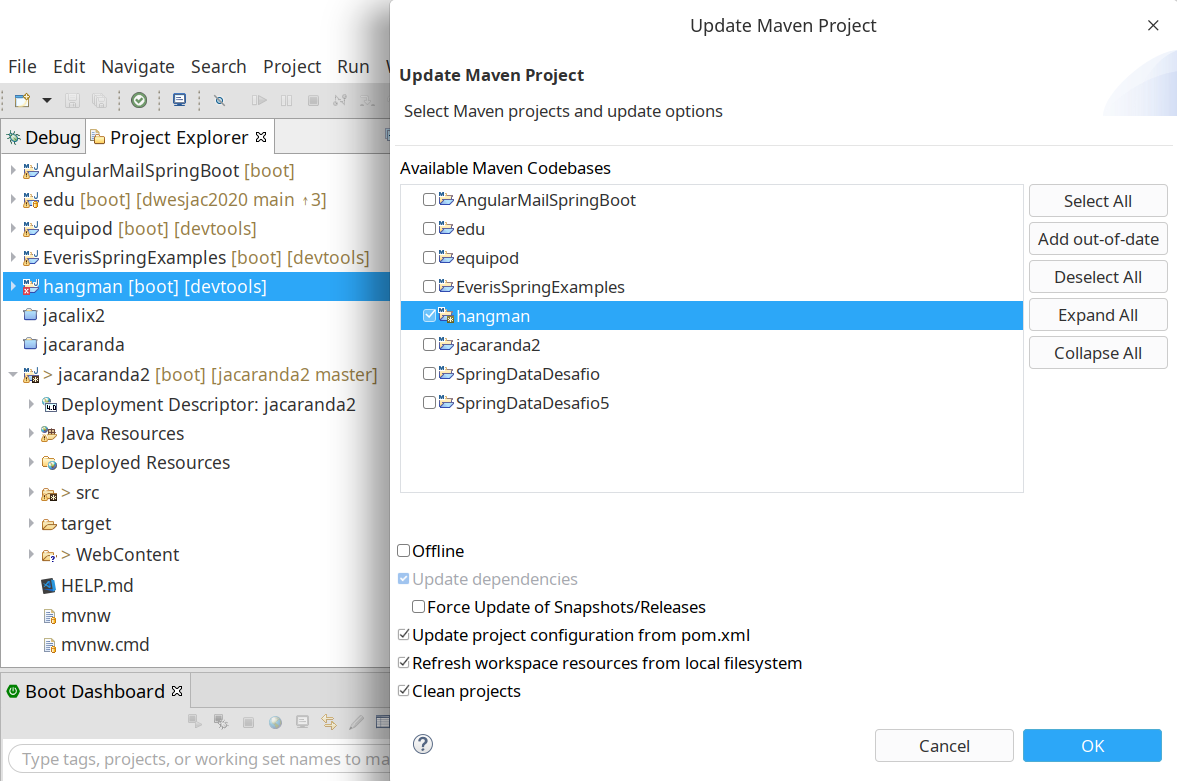 Update Maven Project
File Edit Navigate Search Project Run
Debug Project Explorer
AngularMailSpringBoot [boot]
edu [boot] [dwesjac2020 main ↑3]
equipod [boot] [devtools]
EverisSpringExamples [boot] [devtools]
hangman [boot] [devtools]
jacalix2
jacaranda
> jacaranda2 [boot] [jacaranda2 master]
Deployment Descriptor: jacaranda2
Java Resources
Deployed Resources
> src
target
> WebContent
HELP.md
mvnw
mvnw.cmd
Boot Dashboard
Type tags, projects, or working set names to ma
Update Maven Project
Select Maven projects and update options
Available Maven Codebases
AngularMailSpringBoot
edu
equipod
EverisSpringExamples
hangman
jacaranda2
SpringDataDesafio
SpringDataDesafio5
Select All
Add out-of-date
Deselect All
Expand All
Collapse All
Offline
Update dependencies
Force Update of Snapshots/Releases
Update project configuration from pom.xml
Refresh workspace resources from local filesystem
Clean projects
Cancel OK